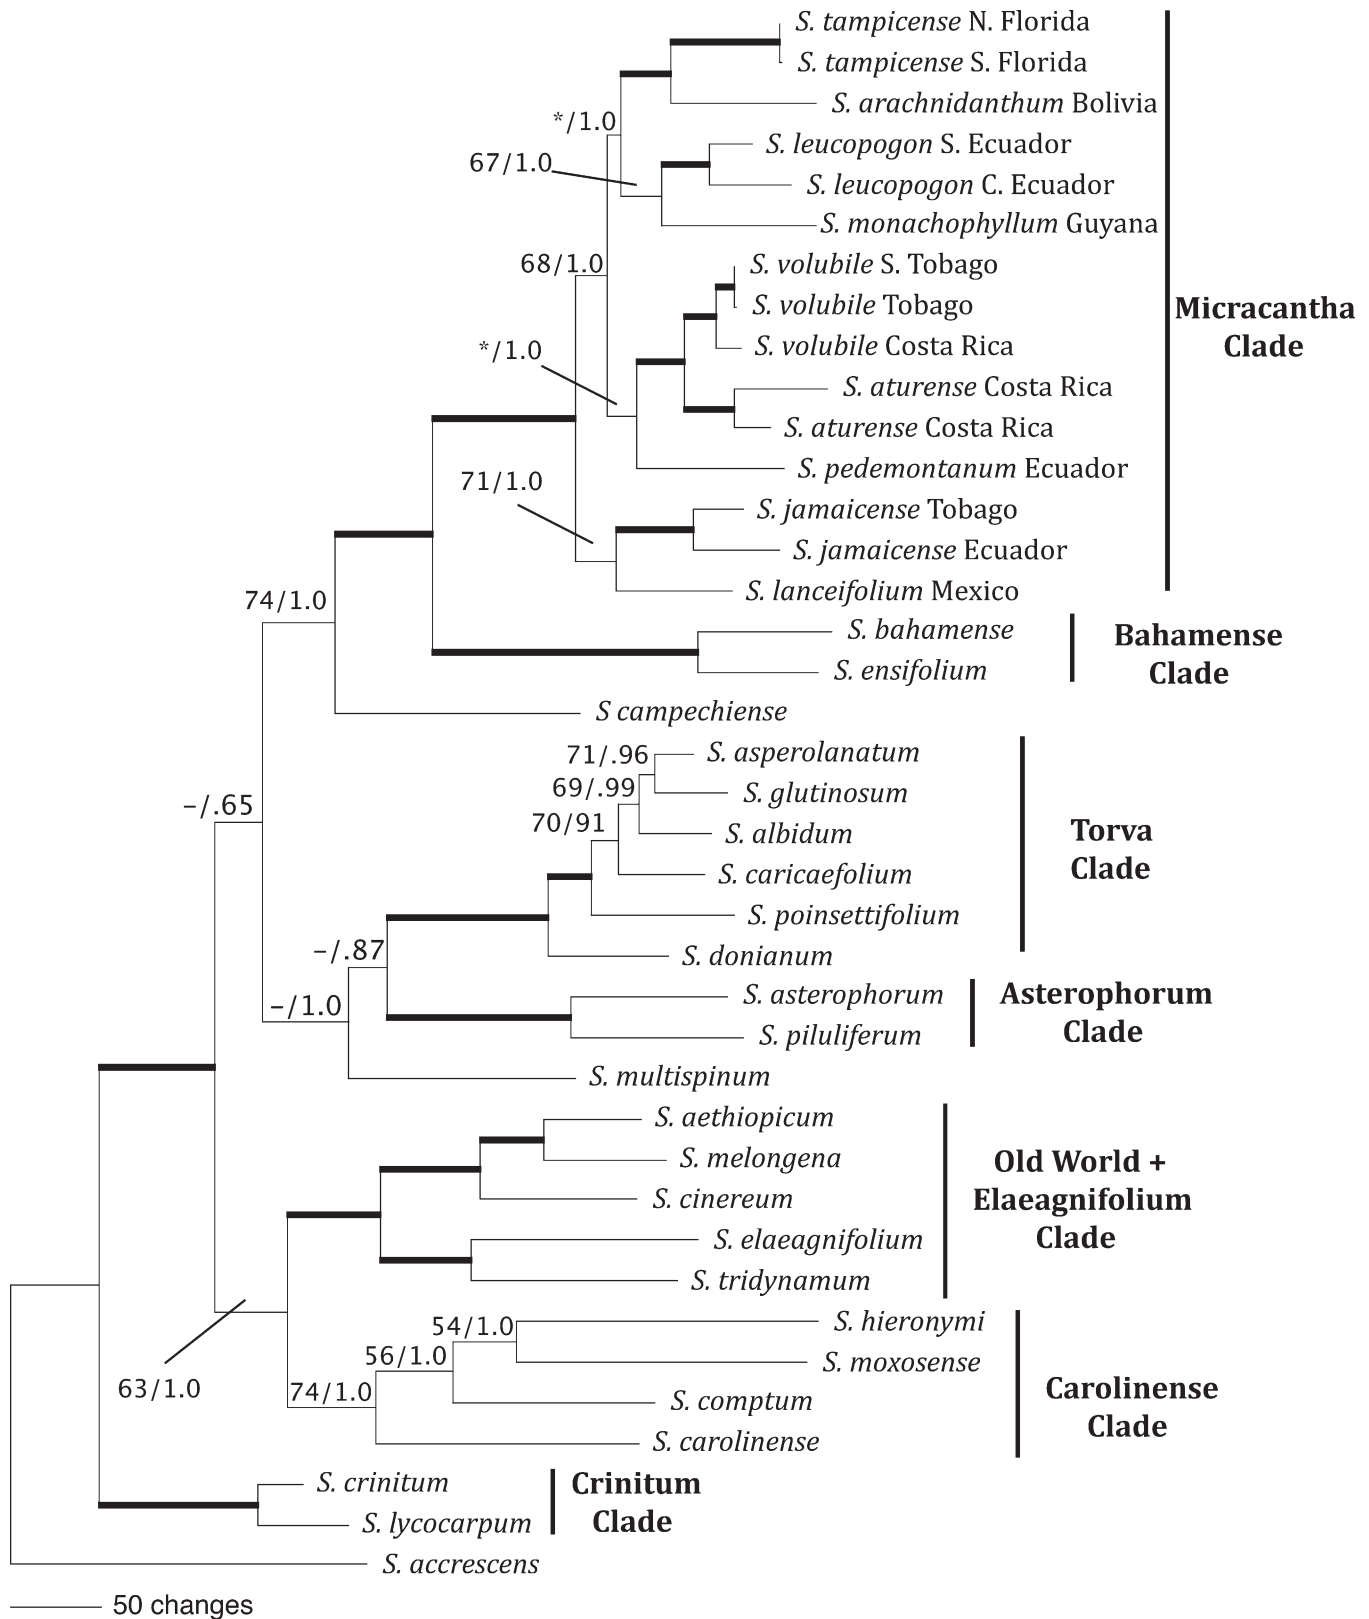 S. tampicense N. Florida
S. tampicense S. Florida
S. arachnidanthum Bolivia
*/1.0
S. leucopogon S. Ecuador
67/1.0
S. leucopogon C. Ecuador
S. monachophyllum Guyana
68/1.0
S. volubile S. Tobago
S. volubile Tobago
Micracantha
Clade
*/1.0
S. volubile Costa Rica
S. aturense Costa Rica
S. aturense Costa Rica
S. pedemontanum Ecuador
71/1.0
S. jamaicense Tobago
S. jamaicense Ecuador
S. lanceifolium Mexico
74/1.0
S. bahamense
S. ensifolium
Bahamense
Clade
S campechiense
71/.96
S. asperolanatum
69/.99
S. glutinosum
–/.65
70/91
S. albidum
Torva
Clade
S. caricaefolium
S. poinsettifolium
–/.87
S. donianum
–/1.0
S. asterophorum
S. piluliferum
Asterophorum
Clade
S. multispinum
S. aethiopicum
S. melongena
S. cinereum
Old World +
Elaeagnifolium
Clade
S. elaeagnifolium
S. tridynamum
54/1.0
S. hieronymi
56/1.0
S. moxosense
63/1.0
74/1.0
S. comptum
Carolinense
Clade
S. carolinense
S. crinitum
S. lycocarpum
Crinitum
Clade
S. accrescens
50 changes